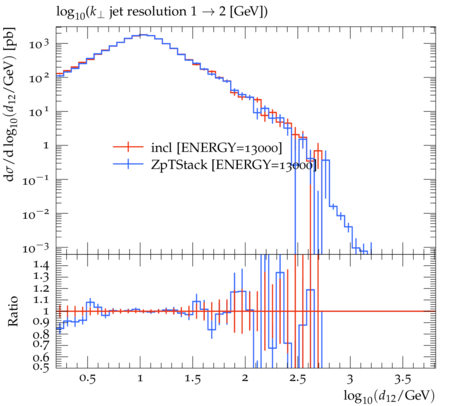 log₁₀(k⊥ jet resolution 1 → 2 [GeV])
dσ/d log₁₀(d₁₂/GeV) [pb]
10³
10²
10¹
1
10⁻¹
10⁻²
10⁻³
incl [ENERGY=13000]
ZpTStack [ENERGY=13000]
Ratio
1.4
1.3
1.2
1.1
1
0.9
0.8
0.7
0.6
0.5
0.5 1 1.5 2 2.5 3 3.5
log₁₀(d₁₂/GeV)